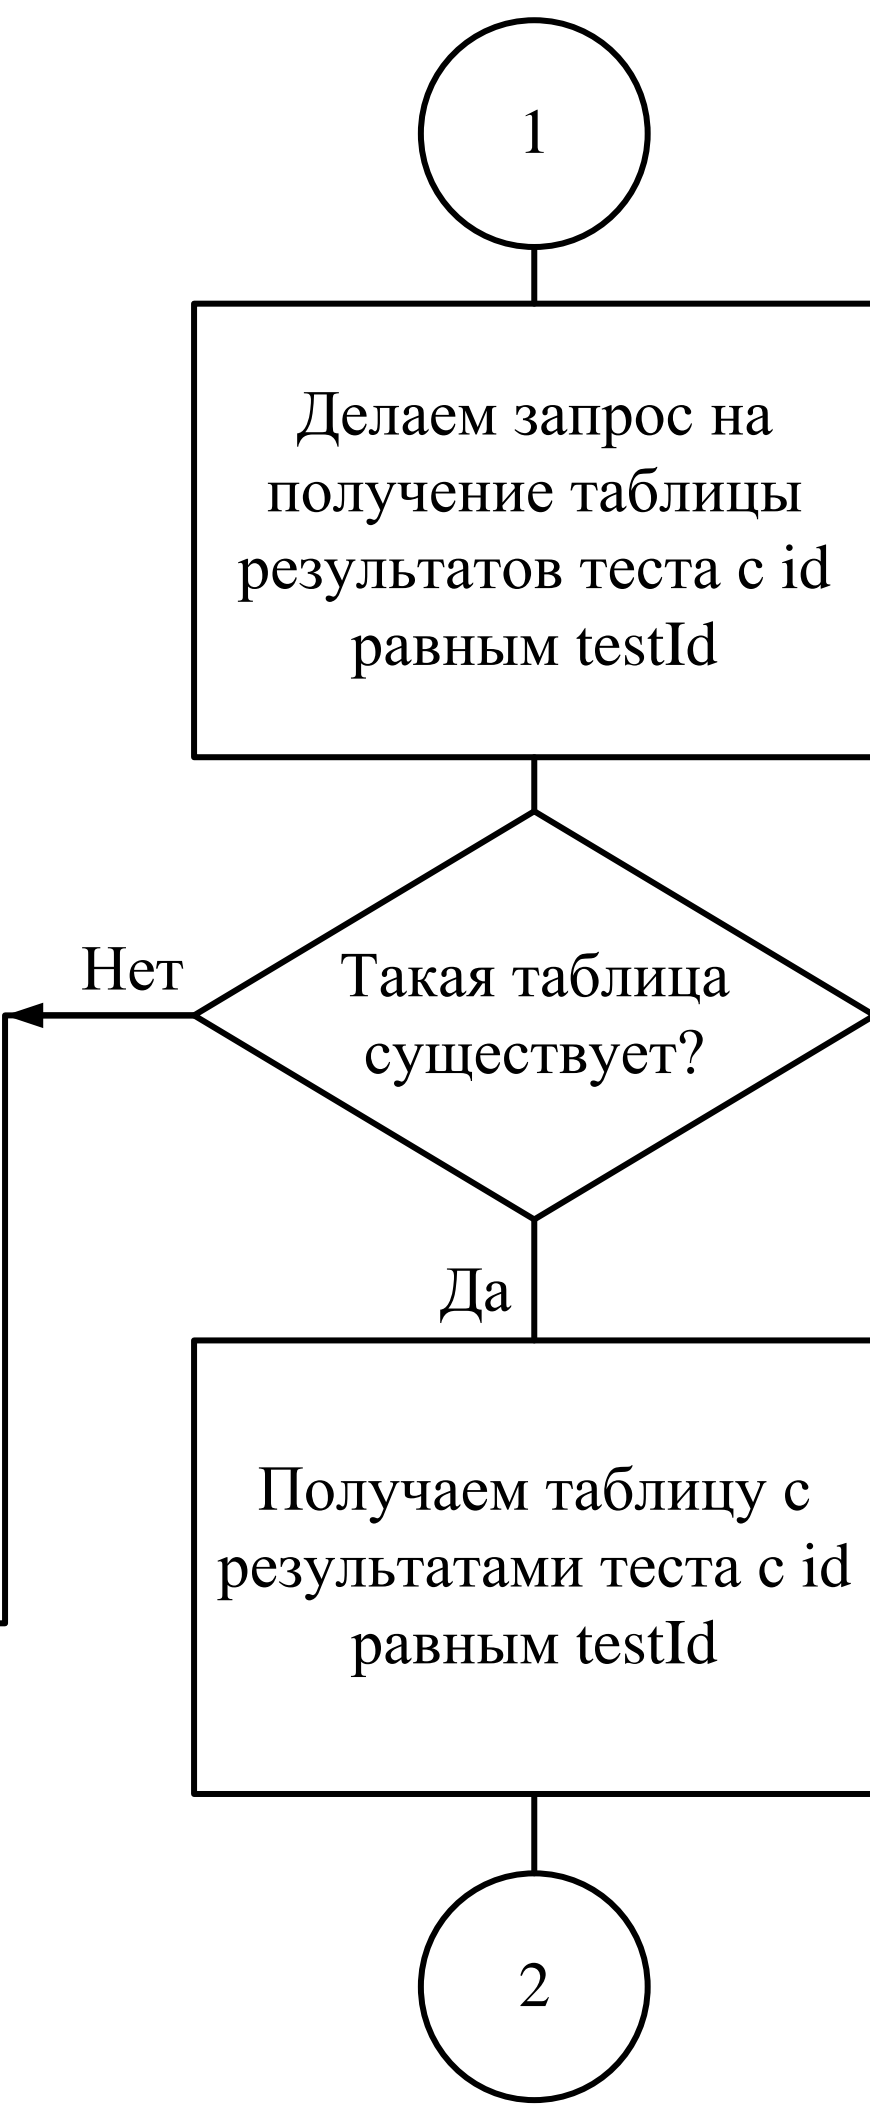 1
Делаем запрос на
получение таблицы
результатов теста с id
равным testId
Нет
Такая таблица
существует?
Да
Получаем таблицу с
результатами теста с id
равным testId
2